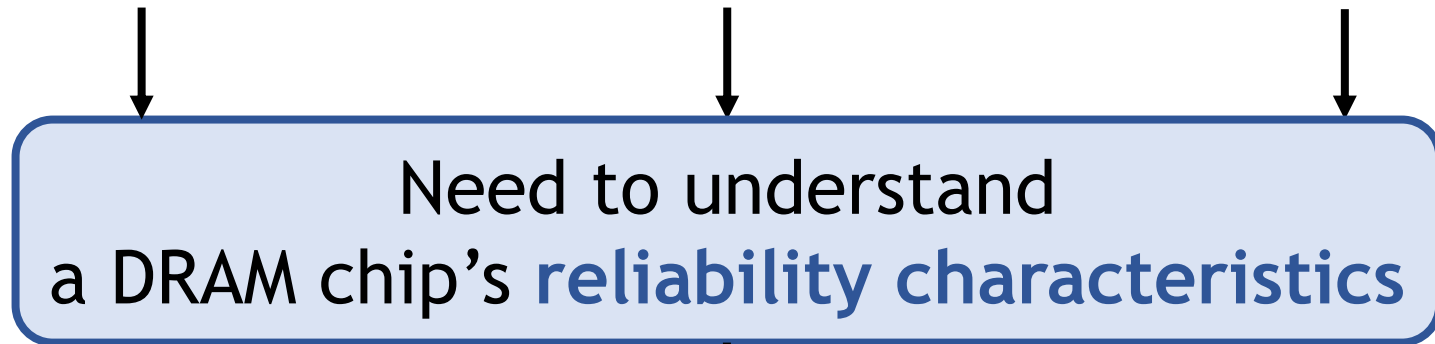 Need to understand
a DRAM chip’s reliability characteristics